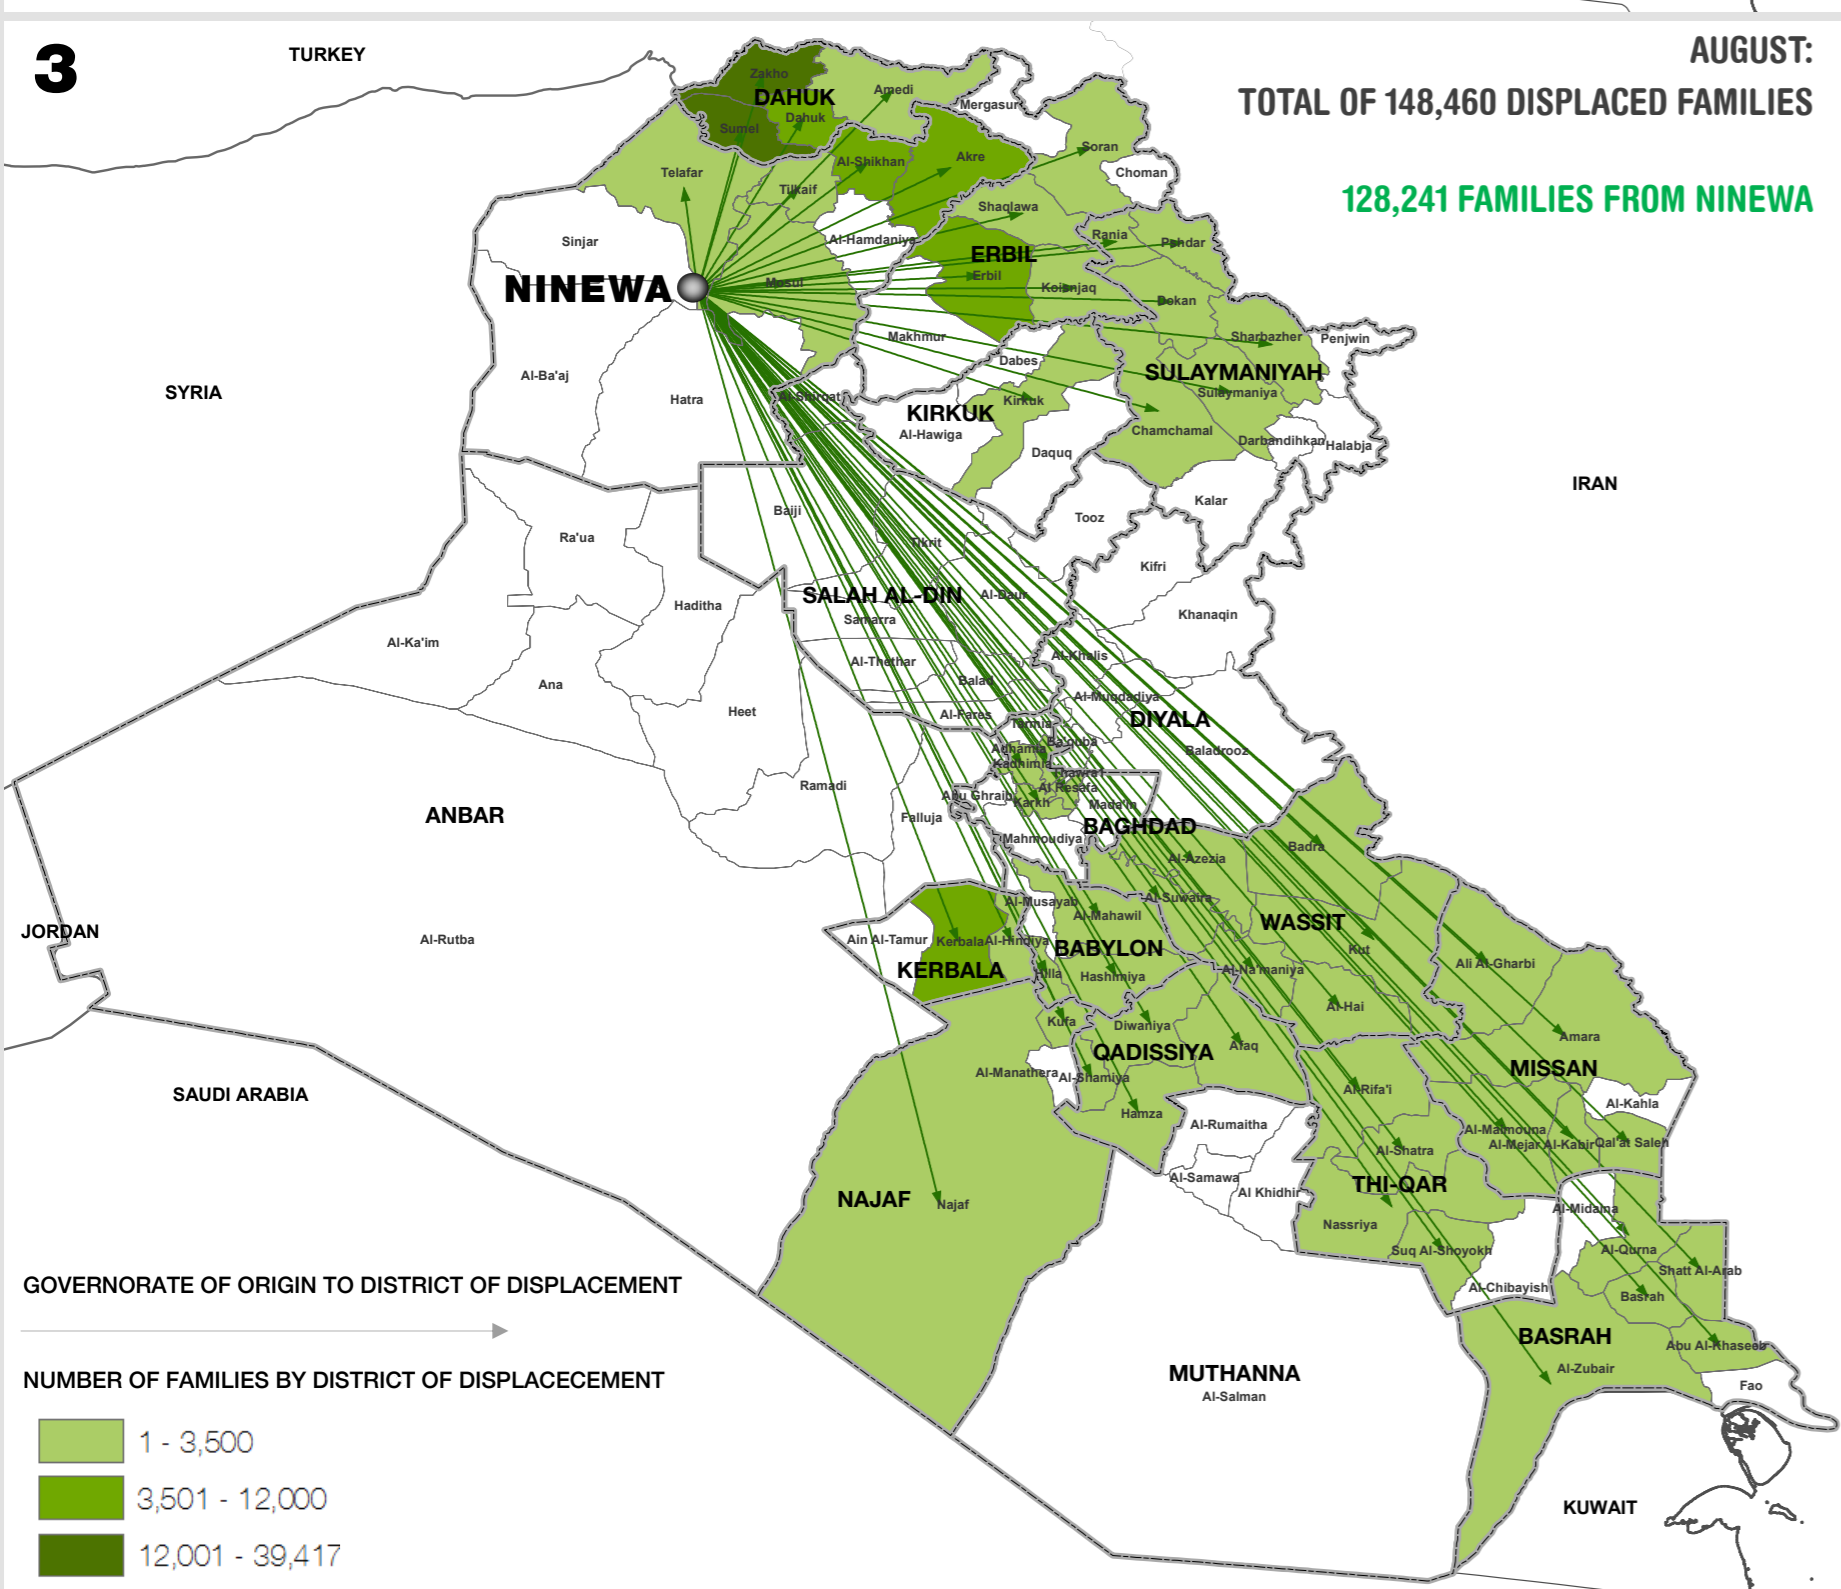 3
TURKEY
AUGUST:
TOTAL OF 148,460 DISPLACED FAMILIES
128,241 FAMILIES FROM NINEWA
Zakho
DAHUK
Amedi
Mergasur
Dahuk
Sumel
Soran
Al-Shikhan
Akre
Choman
Telafar
Tilkaif
Shaqlawa
Sinjar
Al-Hamdaniya
Rania
Pshdar
ERBIL
Erbil
NINEWA
Mosul
Koisnjaq
Dokan
Makhmur
Sharbazher
Penjwin
Dabes
Al-Ba'aj
SULAYMANIYAH
Sulaymaniya
SYRIA
Hatra
Al-Shirqat
Kirkuk
KIRKUK
Al-Hawiga
Chamchamal
Darbandihkan
Halabja
Daquq
IRAN
Kalar
Baiji
Tooz
Ra'ua
Tikrit
Kifri
SALAH AL-DIN
Al-Daur
Haditha
Samarra
Khanaqin
Al-Ka'im
Al-Thethar
Al-Khalis
Ana
Balad
Al-Muqdadiya
Heet
Al-Fares
Tarmia
DIYALA
Adhamia
Ba'quba
Baladrooz
Kadhimia
Thawra1
Ramadi
Abu Ghraib
Al Resafa
Karkh
Mada'in
ANBAR
Falluja
BAGHDAD
Mahmoudiya
Badra
Al-Azezia
Al-Musayab
Al-Suwaira
Al-Mahawil
WASSIT
JORDAN
Al-Rutba
Ain Al-Tamur
Kerbala
Al-Hindiya
BABYLON
Kut
KERBALA
Hilla
Hashimiya
Al-Na'maniya
Ali Al-Gharbi
Al-Hai
Kufa
Diwaniya
Amara
QADISSIYA
Afaq
MISSAN
Al-Manathera
Al-Shamiya
Al-Rifa'i
SAUDI ARABIA
Al-Kahla
Hamza
Al-Rumaitha
Al-Maimouna
Al-Mejar Al-Kabir
Qal'at Saleh
Al-Shatra
Al-Samawa
THI-QAR
Al Khidhir
NAJAF
Najaf
Al-Midaina
Nassriya
Suq Al-Shoyokh
Al-Qurna
Shatt Al-Arab
GOVERNORATE OF ORIGIN TO DISTRICT OF DISPLACEMENT
Al-Chibayish
Basrah
BASRAH
Abu Al-Khaseeb
Al-Zubair
NUMBER OF FAMILIES BY DISTRICT OF DISPLACECEMENT
MUTHANNA
Al-Salman
Fao
1 - 3,500
3,501 - 12,000
KUWAIT
12,001 - 39,417